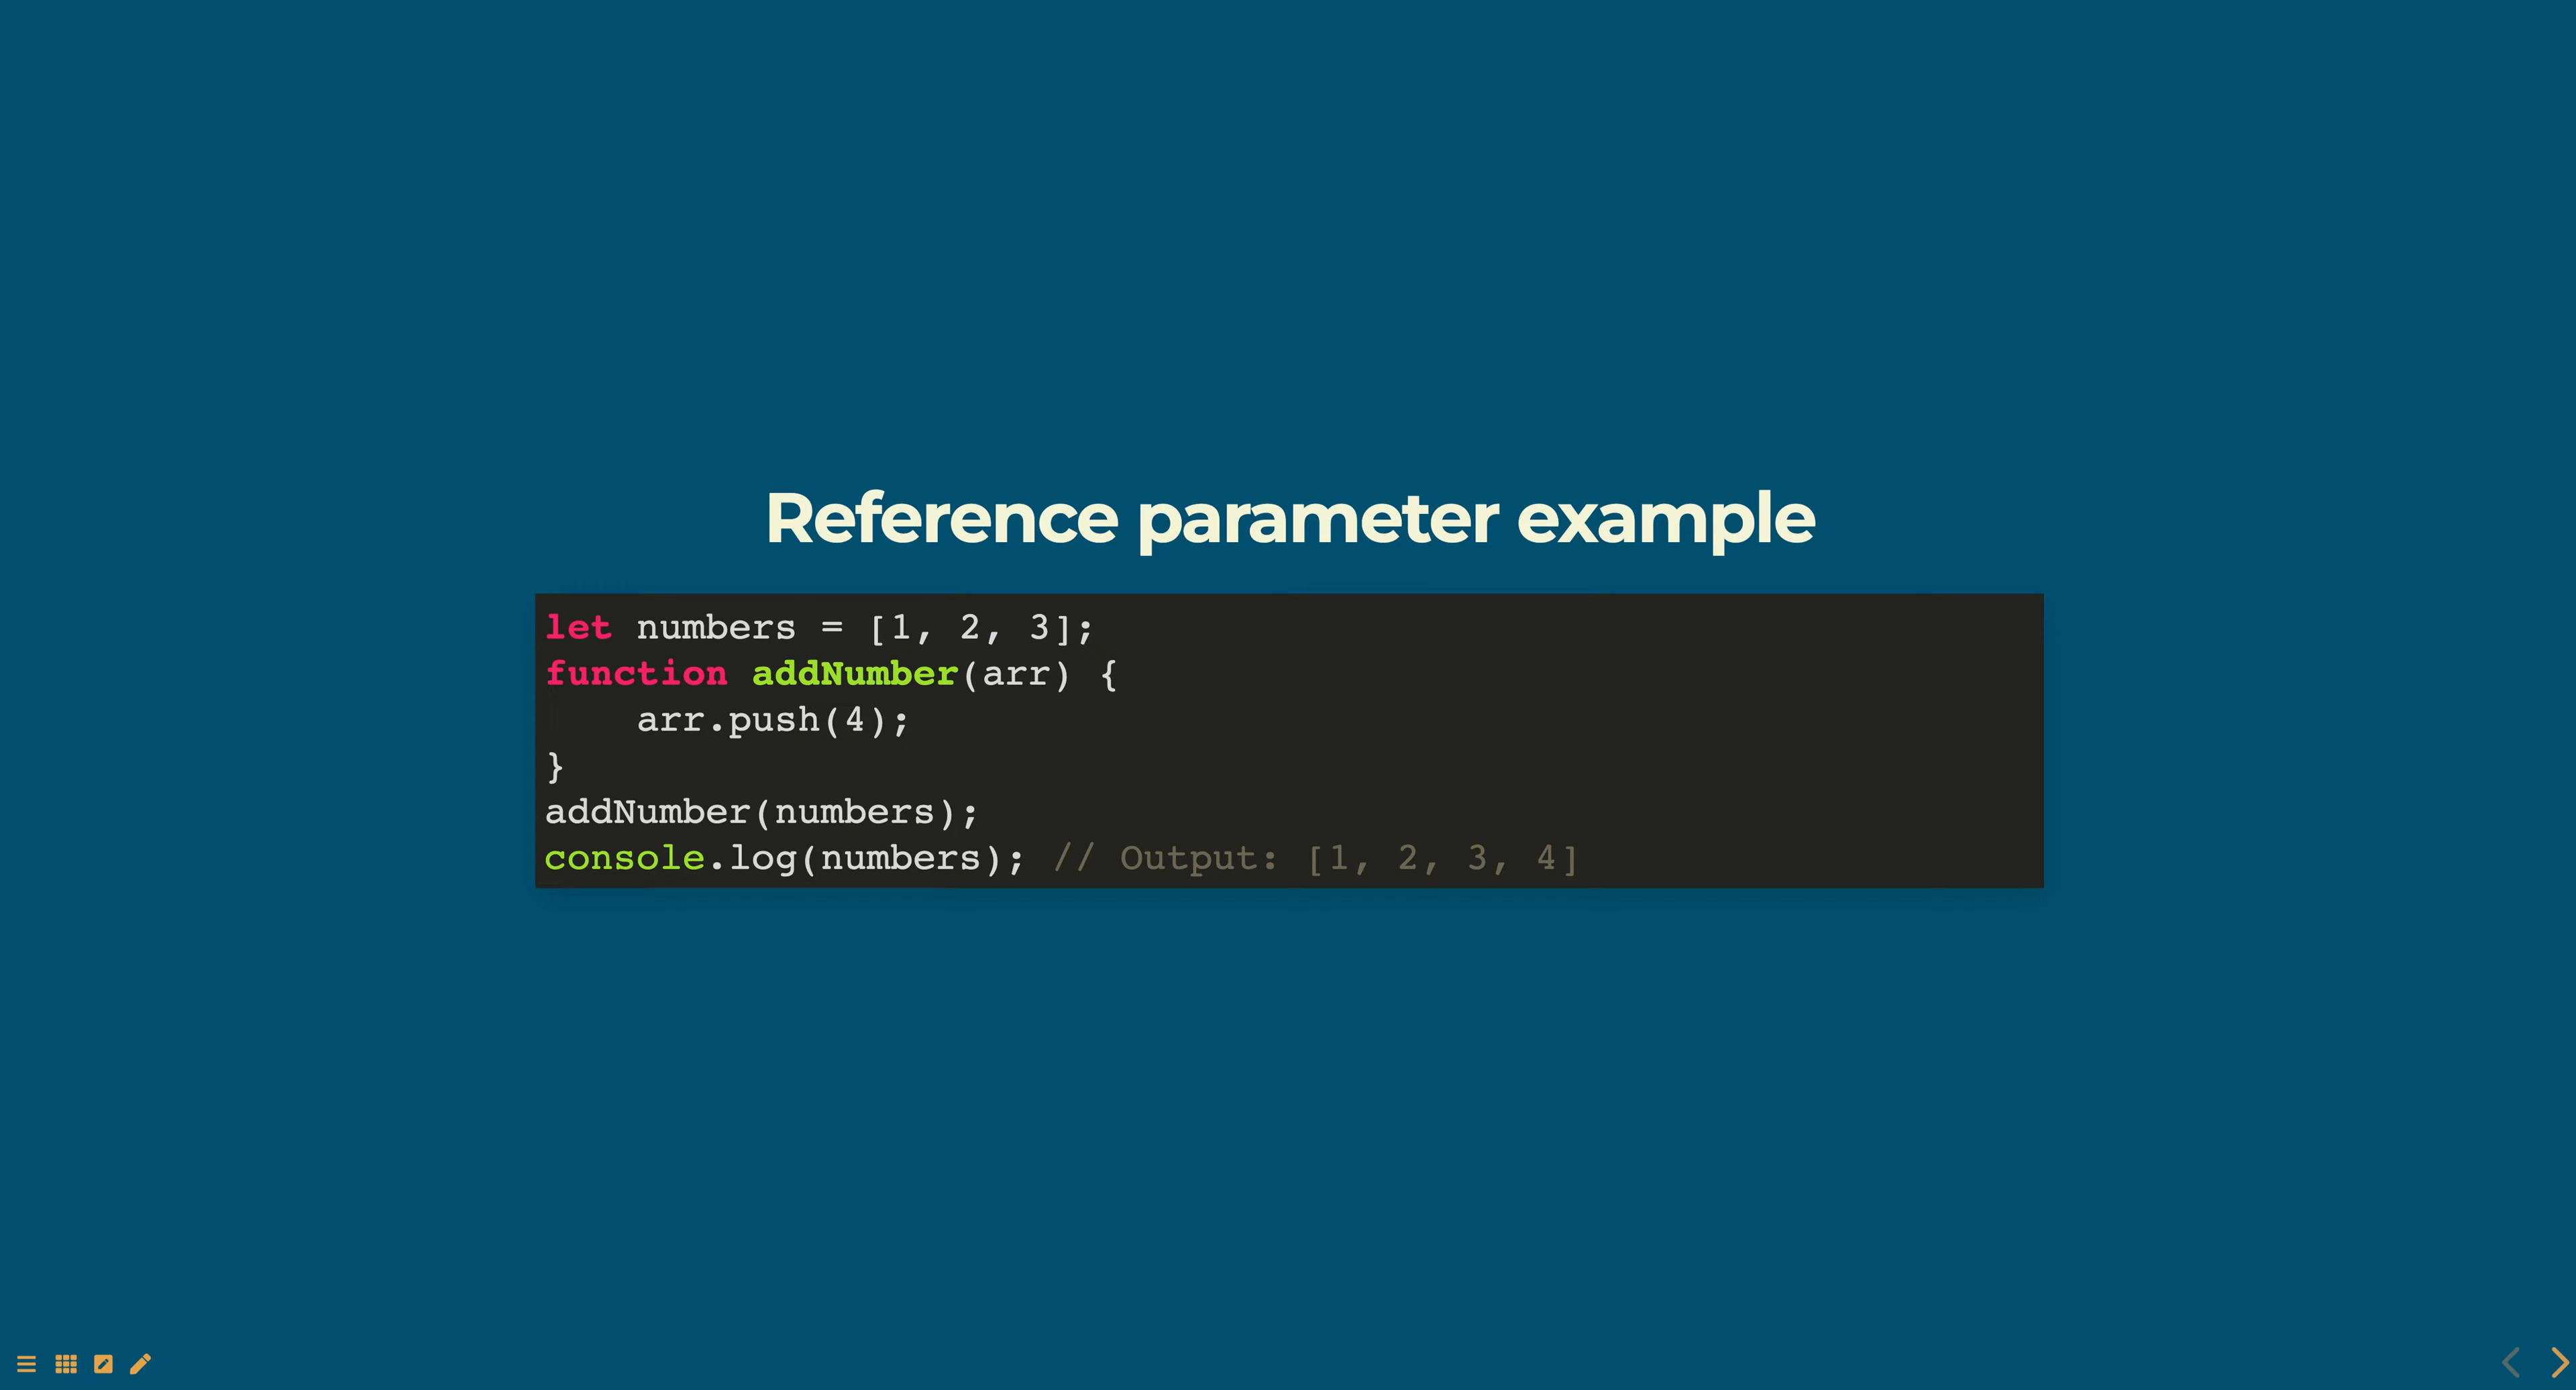 Reference parameter example
let numbers = [1, 2, 3];
function addNumber(arr) {
    arr.push(4);
}
addNumber(numbers);
console.log(numbers); // Output: [1, 2, 3, 4]